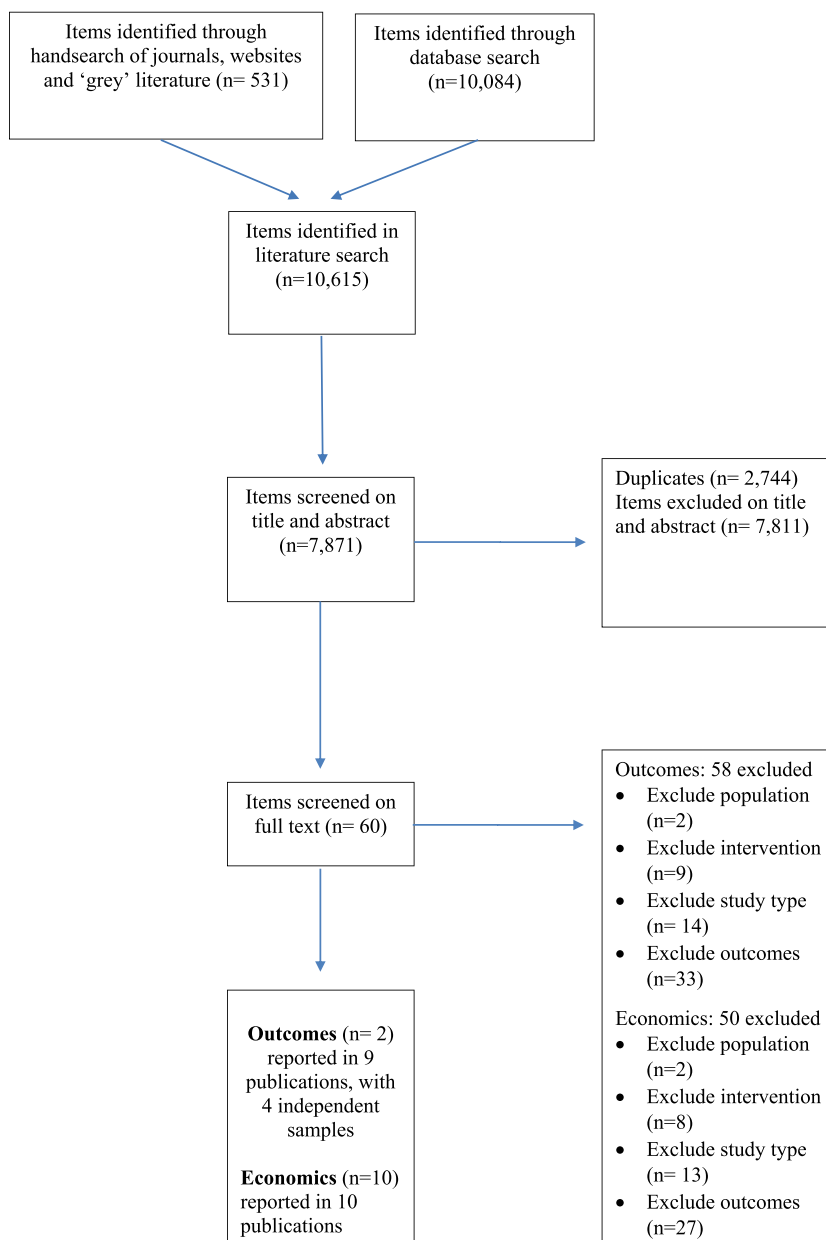 Items identified through
handsearch of journals, websites
and ‘grey’ literature (n= 531)
Items identified through
database search
(n=10,084)
Items identified in
literature search
(n=10,615)
Items screened on
title and abstract
(n=7,871)
Duplicates (n= 2,744)
Items excluded on title
and abstract (n= 7,811)
Items screened on
full text (n= 60)
Outcomes: 58 excluded
• Exclude population
(n=2)
• Exclude intervention
(n=9)
• Exclude study type
(n= 14)
• Exclude outcomes
(n=33)
Economics: 50 excluded
• Exclude population
(n=2)
• Exclude intervention
(n=8)
• Exclude study type
(n= 13)
• Exclude outcomes
(n=27)
Outcomes (n= 2)
reported in 9
publications, with
4 independent
samples
Economics (n=10)
reported in 10
publications